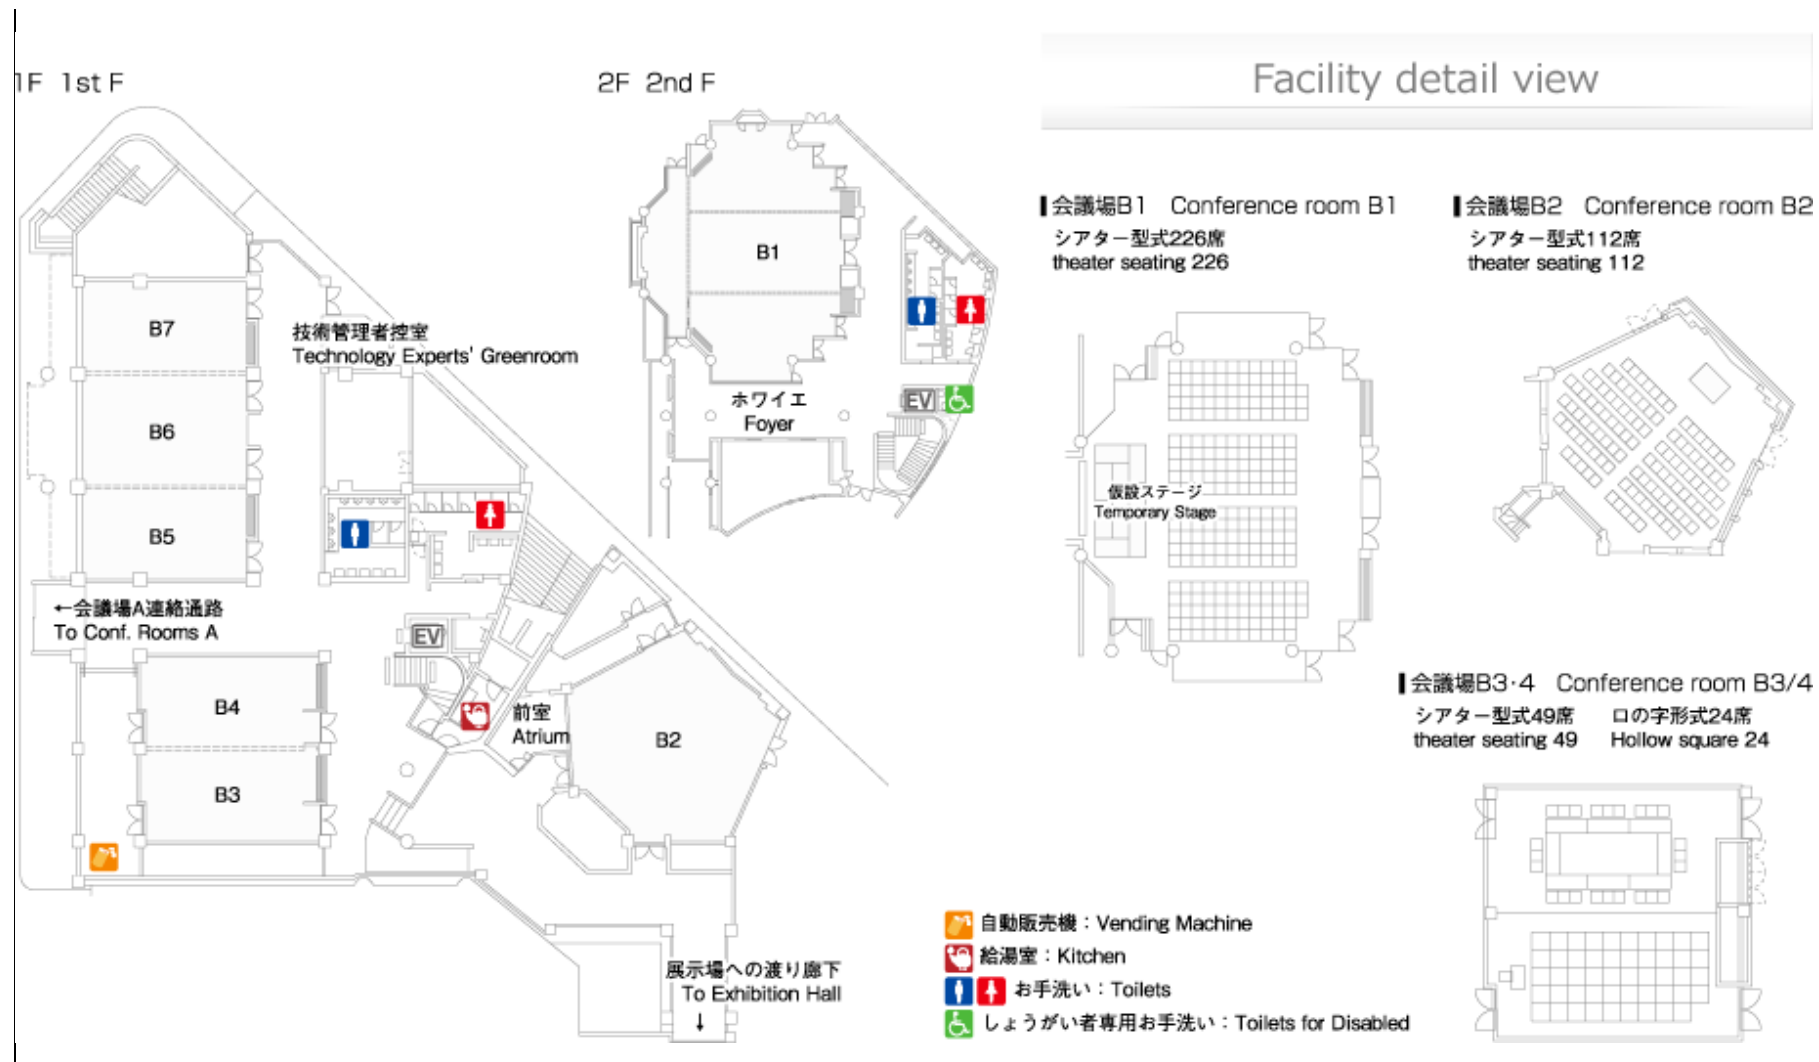 1F 1st F
2F 2nd F
Facility detail view
会議場B1 Conference room B1
シアター型式226席
theater seating 226
会議場B2 Conference room B2
シアター型式112席
theater seating 112
B1
B7
技術管理者控室
Technology Experts' Greenroom
ホワイエ
Foyer
EV
B6
仮設ステージ
Temporary Stage
B5
←会議場A連絡通路
To Conf. Rooms A
EV
B4
前室
Atrium
B2
B3
会議場B3・4 Conference room B3/4
シアター型式49席 ロの字形式24席
theater seating 49 Hollow square 24
自動販売機：Vending Machine
給湯室：Kitchen
お手洗い：Toilets
しょうがい者専用お手洗い：Toilets for Disabled
展示場への渡り廊下
To Exhibition Hall
↓